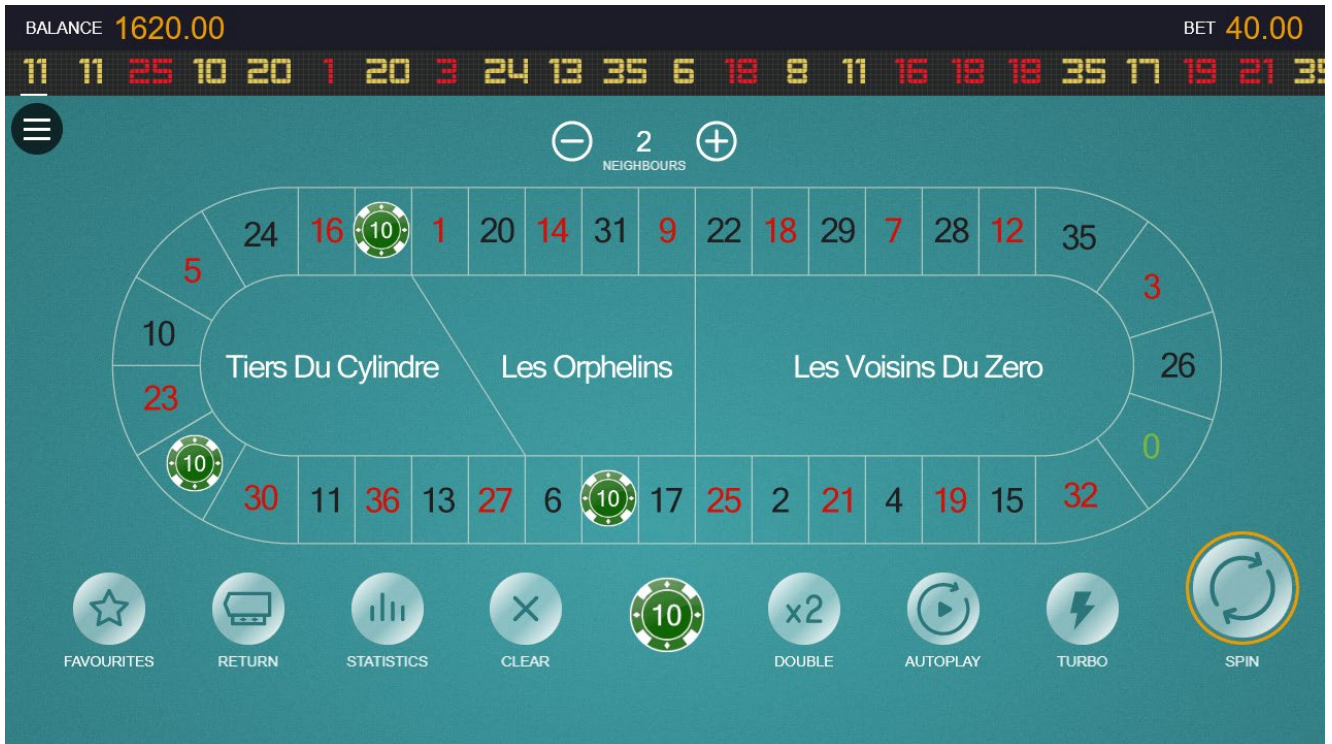 BALANCE 1620.00 BET 40.00
11 11 25 10 20 1 20 3 24 13 35 6 18 8 11 16 18 18 35 17 19 21
2
NEIGHBOURS
24 16 10 1 20 14 31 9 22 18 29 7 28 12 35
5 3
10 26
Tiers Du Cylindre Les Orphelins Les Voisins Du Zero
23 0
10
30 11 36 13 27 6 10 17 25 2 21 4 19 15 32
10 x2
FAVOURITES RETURN STATISTICS CLEAR DOUBLE AUTOPLAY TURBO SPIN